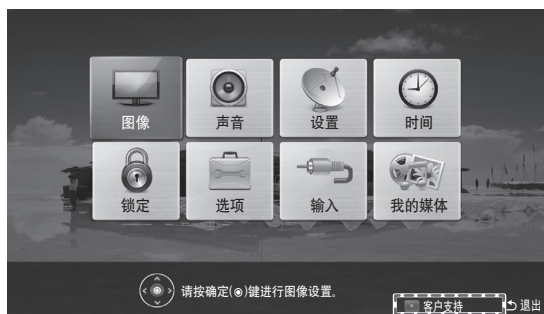 图像
声音
设置
时间
锁定
选项
输入
我的媒体
请按确定(◉)键进行图像设置。
客户支持
退出